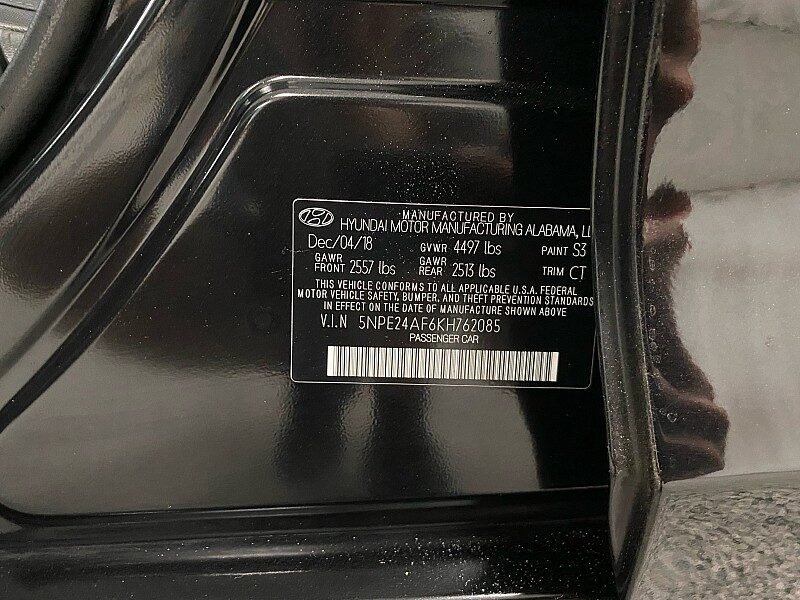 MANUFACTURED BY
HYUNDAI MOTOR MANUFACTURING ALABAMA,
Dec/04/18 GVWR 4497 lbs PAINT S3
GAWR FRONT 2557 lbs GAWR REAR 2513 lbs TRIM CT
THIS VEHICLE CONFORMS TO ALL APPLICABLE U.S.A. FEDERAL
MOTOR VEHICLE SAFETY, BUMPER, AND THEFT PREVENTION STANDARDS
IN EFFECT ON THE DATE OF MANUFACTURE SHOWN ABOVE
V.I.N 5NPE24AF6KH762085
PASSENGER CAR